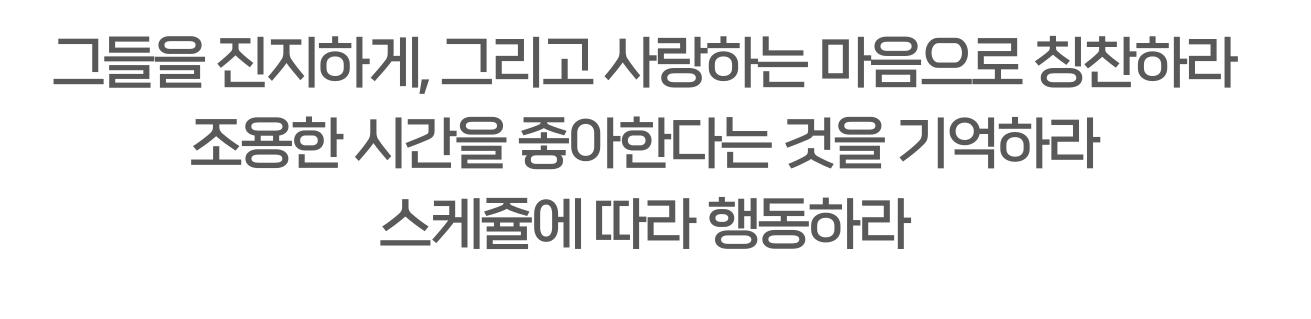 그들을 진지하게, 그리고 사랑하는 마음으로 칭찬하라
조용한 시간을 좋아한다는 것을 기억하라
스케쥴에 따라 행동하라